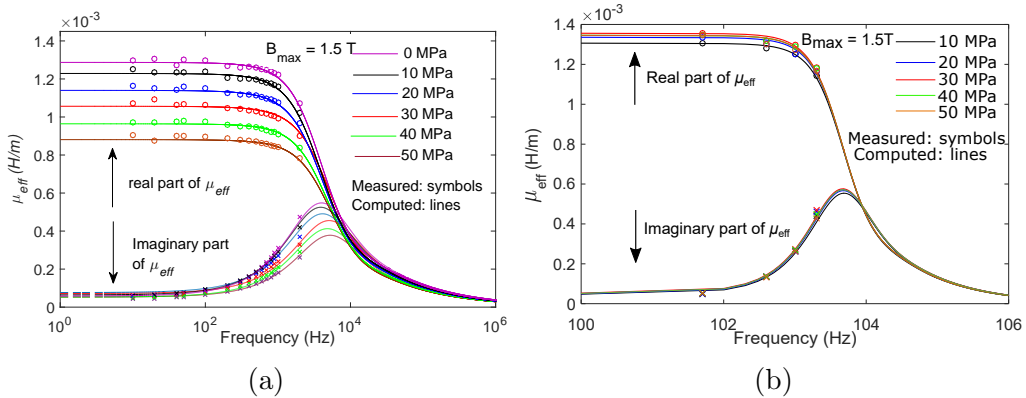 ×10⁻³
1.4
1.2
1
0.8
0.6
0.4
0.2
0
μeff (H/m)
B max = 1.5 T
0 MPa
10 MPa
20 MPa
30 MPa
40 MPa
50 MPa
real part of μeff
Measured: symbols
Computed: lines
Imaginary part
of μeff
10⁰ 10² 10⁴ 10⁶
Frequency (Hz)
(a)
×10⁻³
1.4
1.2
1
0.8
0.6
0.4
0.2
0
μeff (H/m)
Bmax = 1.5T
10 MPa
20 MPa
30 MPa
40 MPa
50 MPa
Real part of μeff
Measured: symbols
Computed: lines
Imaginary part of μeff
100 102 104 106
Frequency (Hz)
(b)